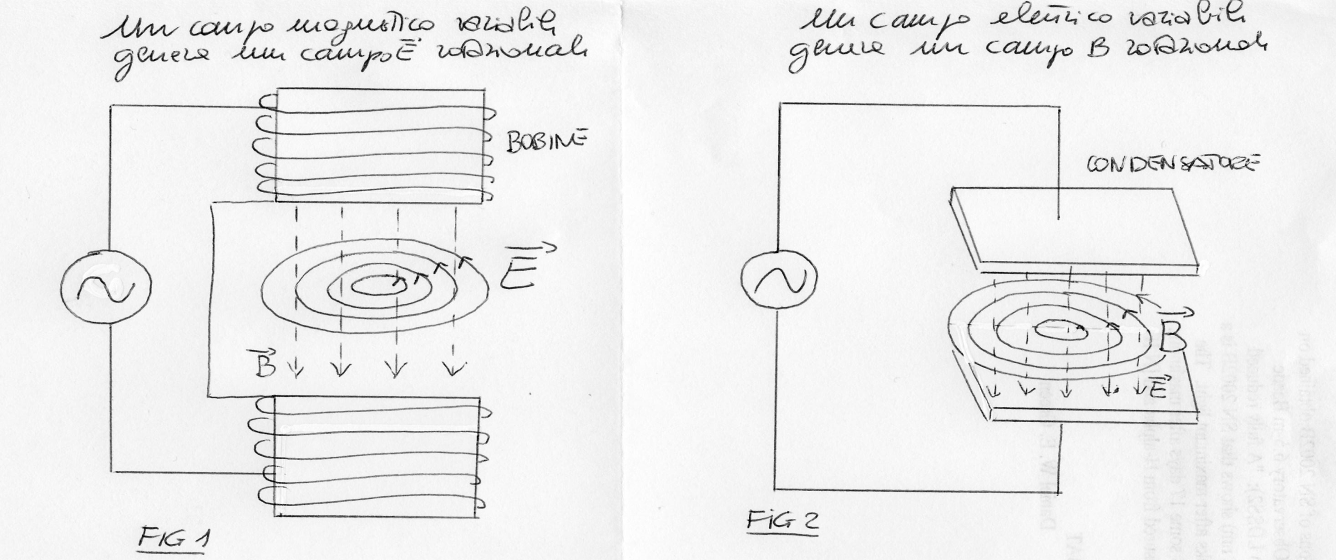 Un campo magnetico variabile
genera un campo E rotazionale
BOBINE
E
B
FIG 1
Un campo elettrico variabile
genera un campo B rotazionale
CONDENSATORE
B
E
FIG 2